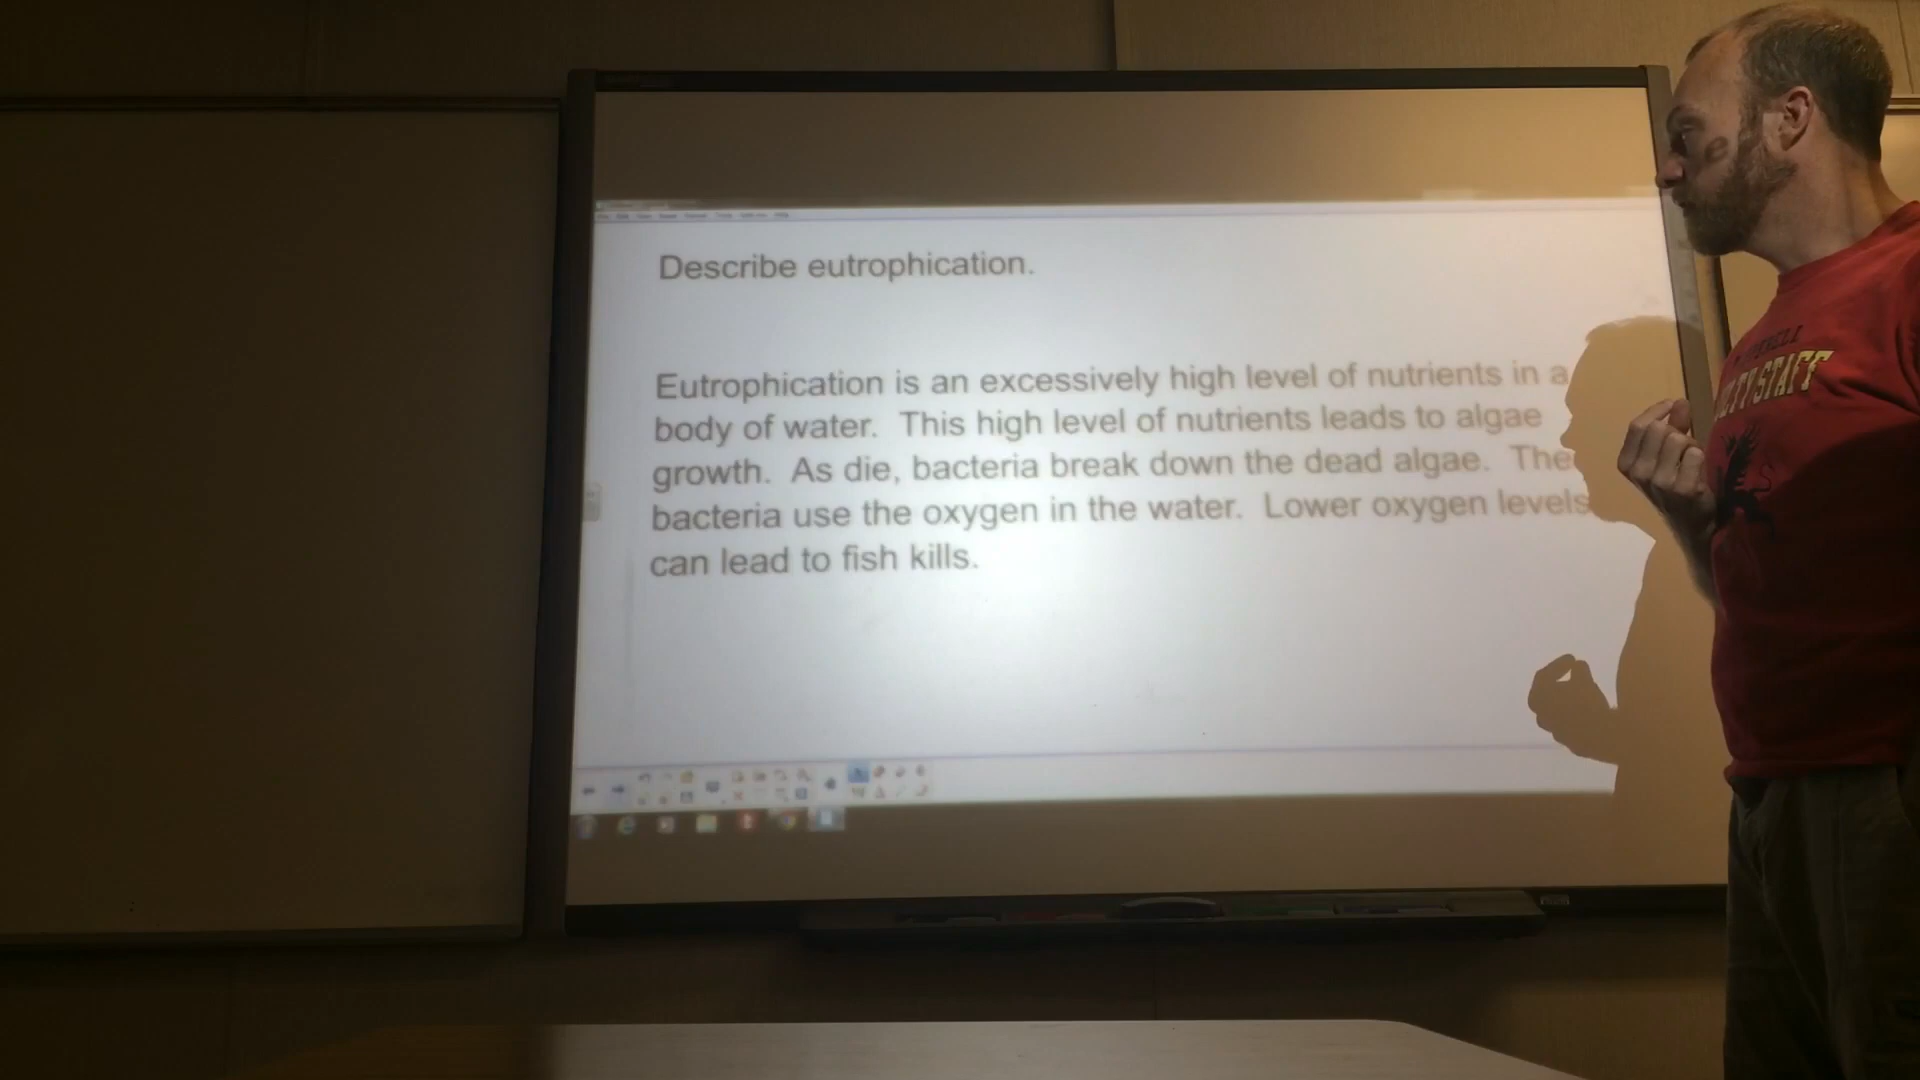 Describe eutrophication.
Eutrophication is an excessively high level of nutrients in a
body of water. This high level of nutrients leads to algae
growth. As die, bacteria break down the dead algae. The
bacteria use the oxygen in the water. Lower oxygen levels
can lead to fish kills.
STAFF